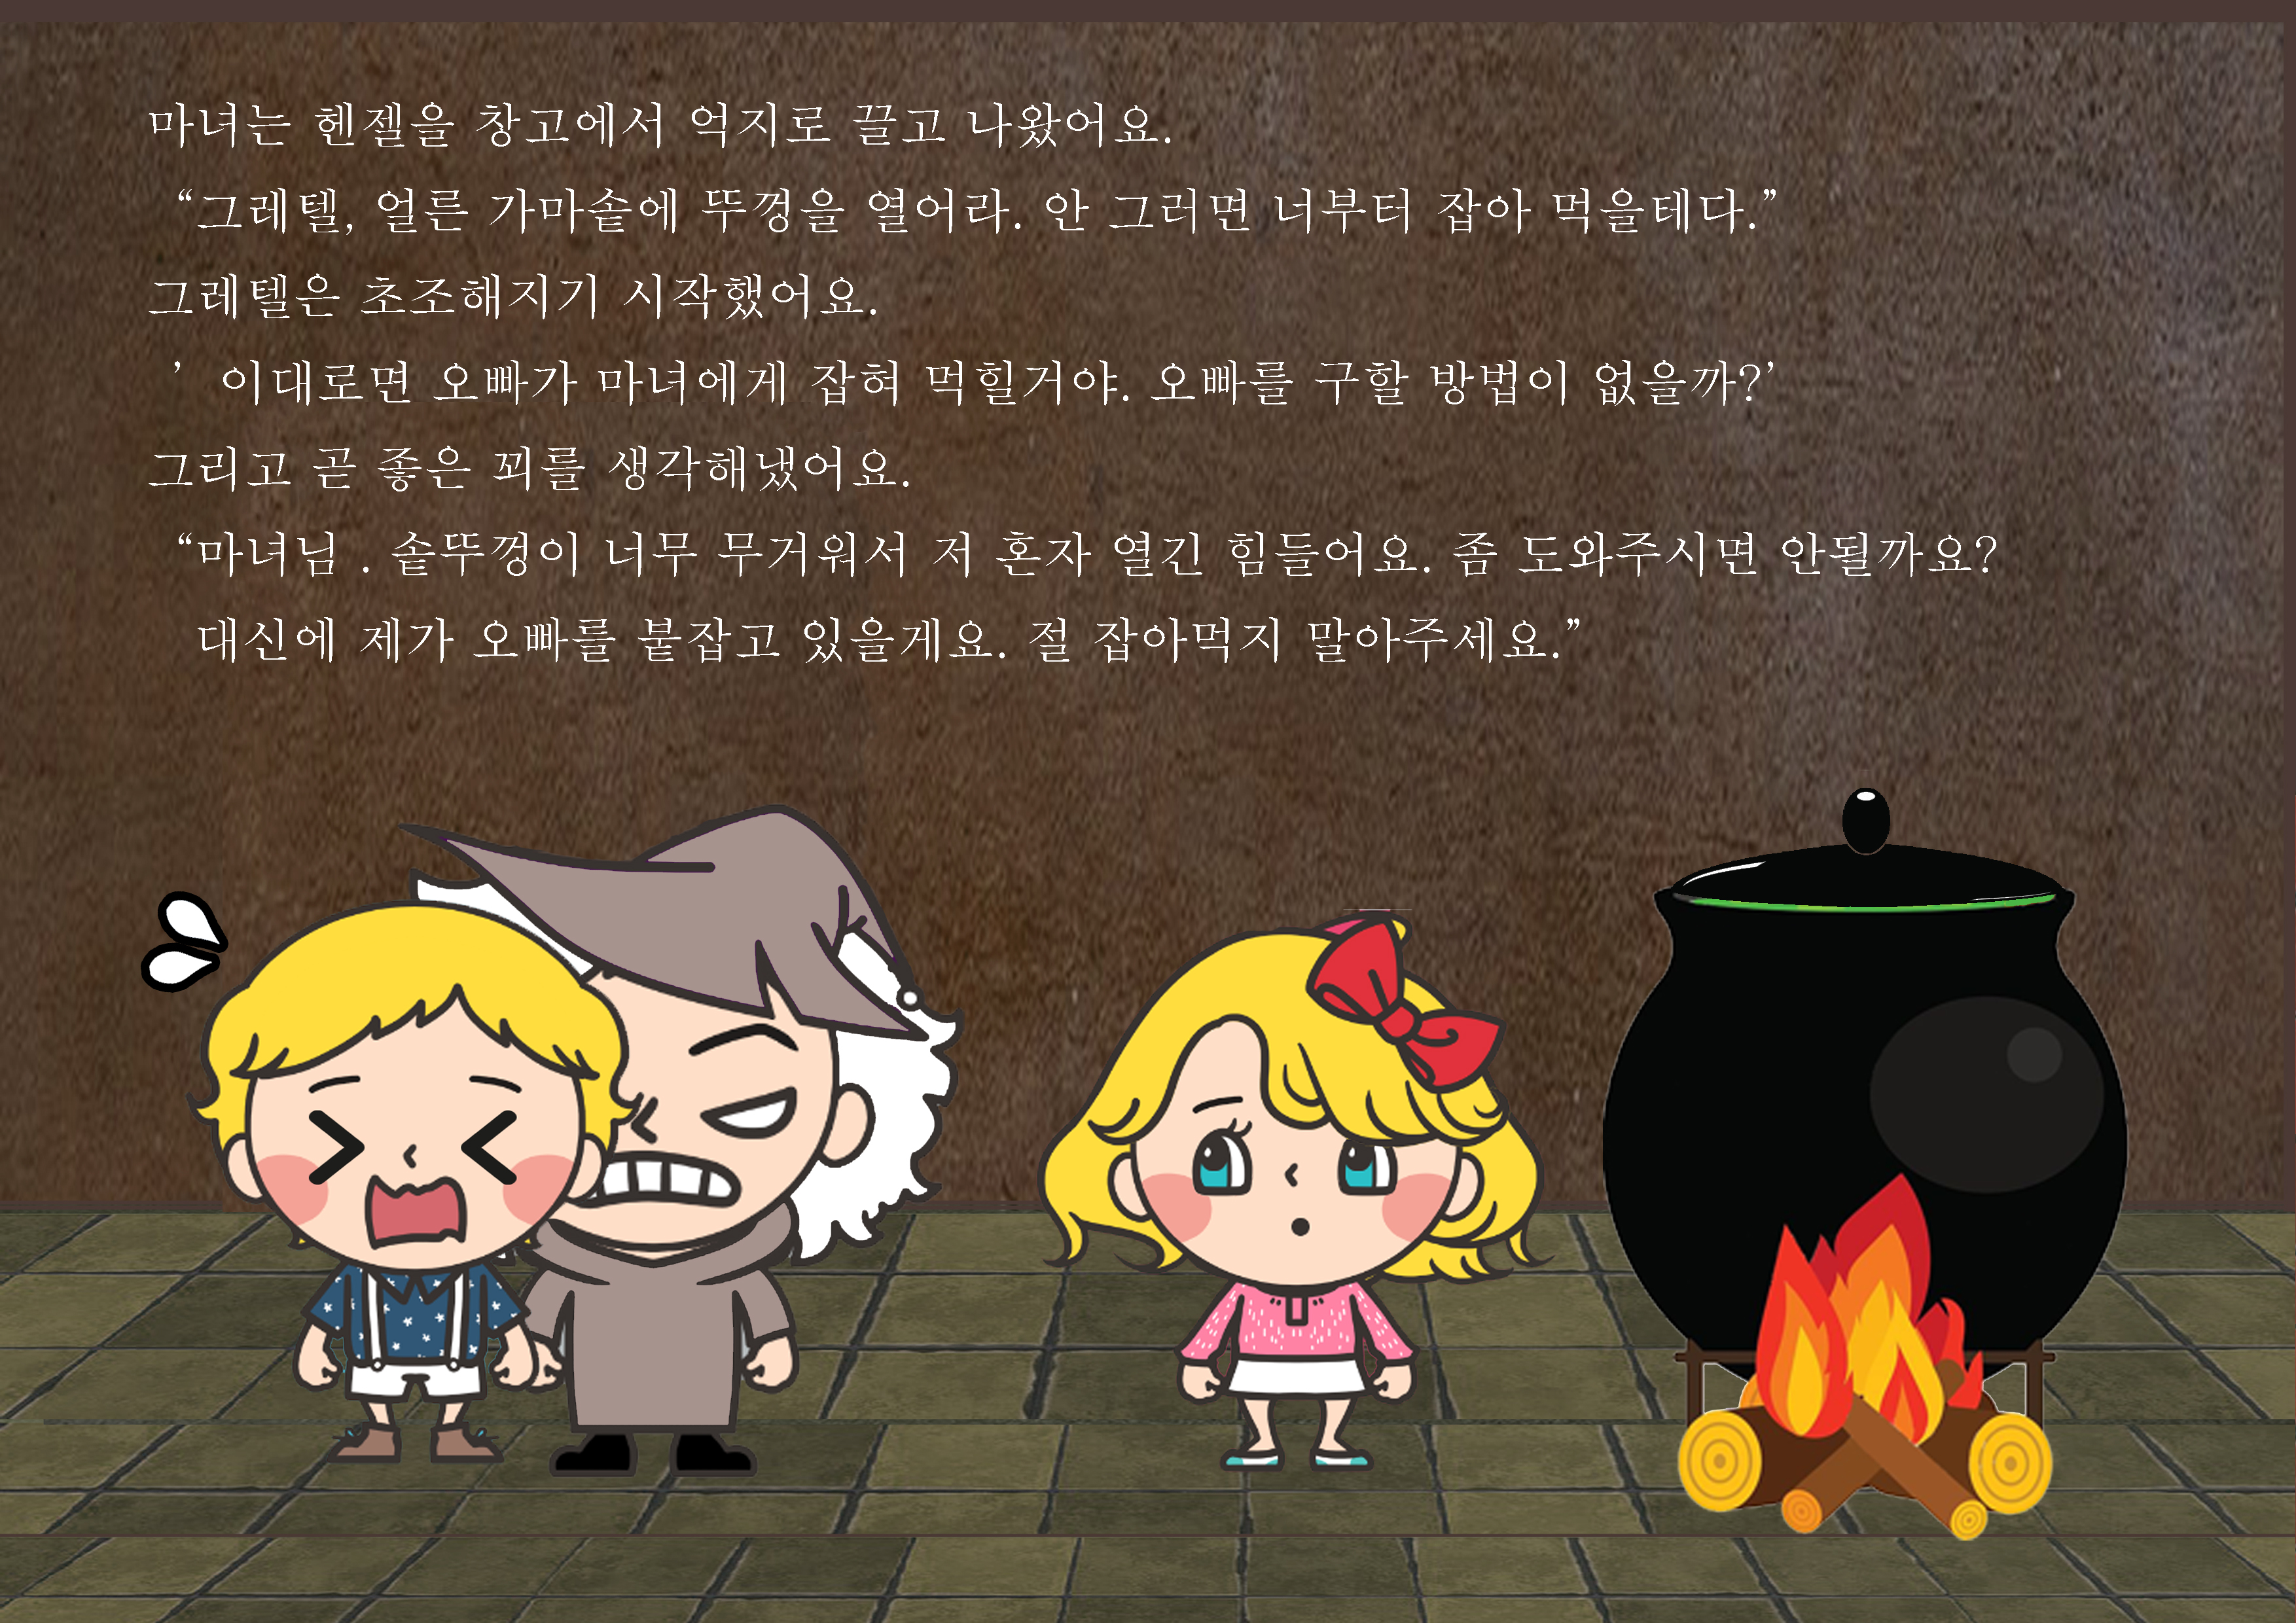 마녀는 헨젤을 창고에서 억지로 끌고 나왔어요.
“그레텔, 얼른 가마솥에 뚜껑을 열어라. 안 그러면 너부터 잡아 먹을테다.”
그레텔은 초조해지기 시작했어요.
’ 이대로면 오빠가 마녀에게 잡혀 먹힐거야. 오빠를 구할 방법이 없을까?’
그리고 곧 좋은 꾀를 생각해냈어요.
“마녀님 . 솥뚜껑이 너무 무거워서 저 혼자 열긴 힘들어요. 좀 도와주시면 안될까요?
대신에 제가 오빠를 붙잡고 있을게요. 절 잡아먹지 말아주세요.”